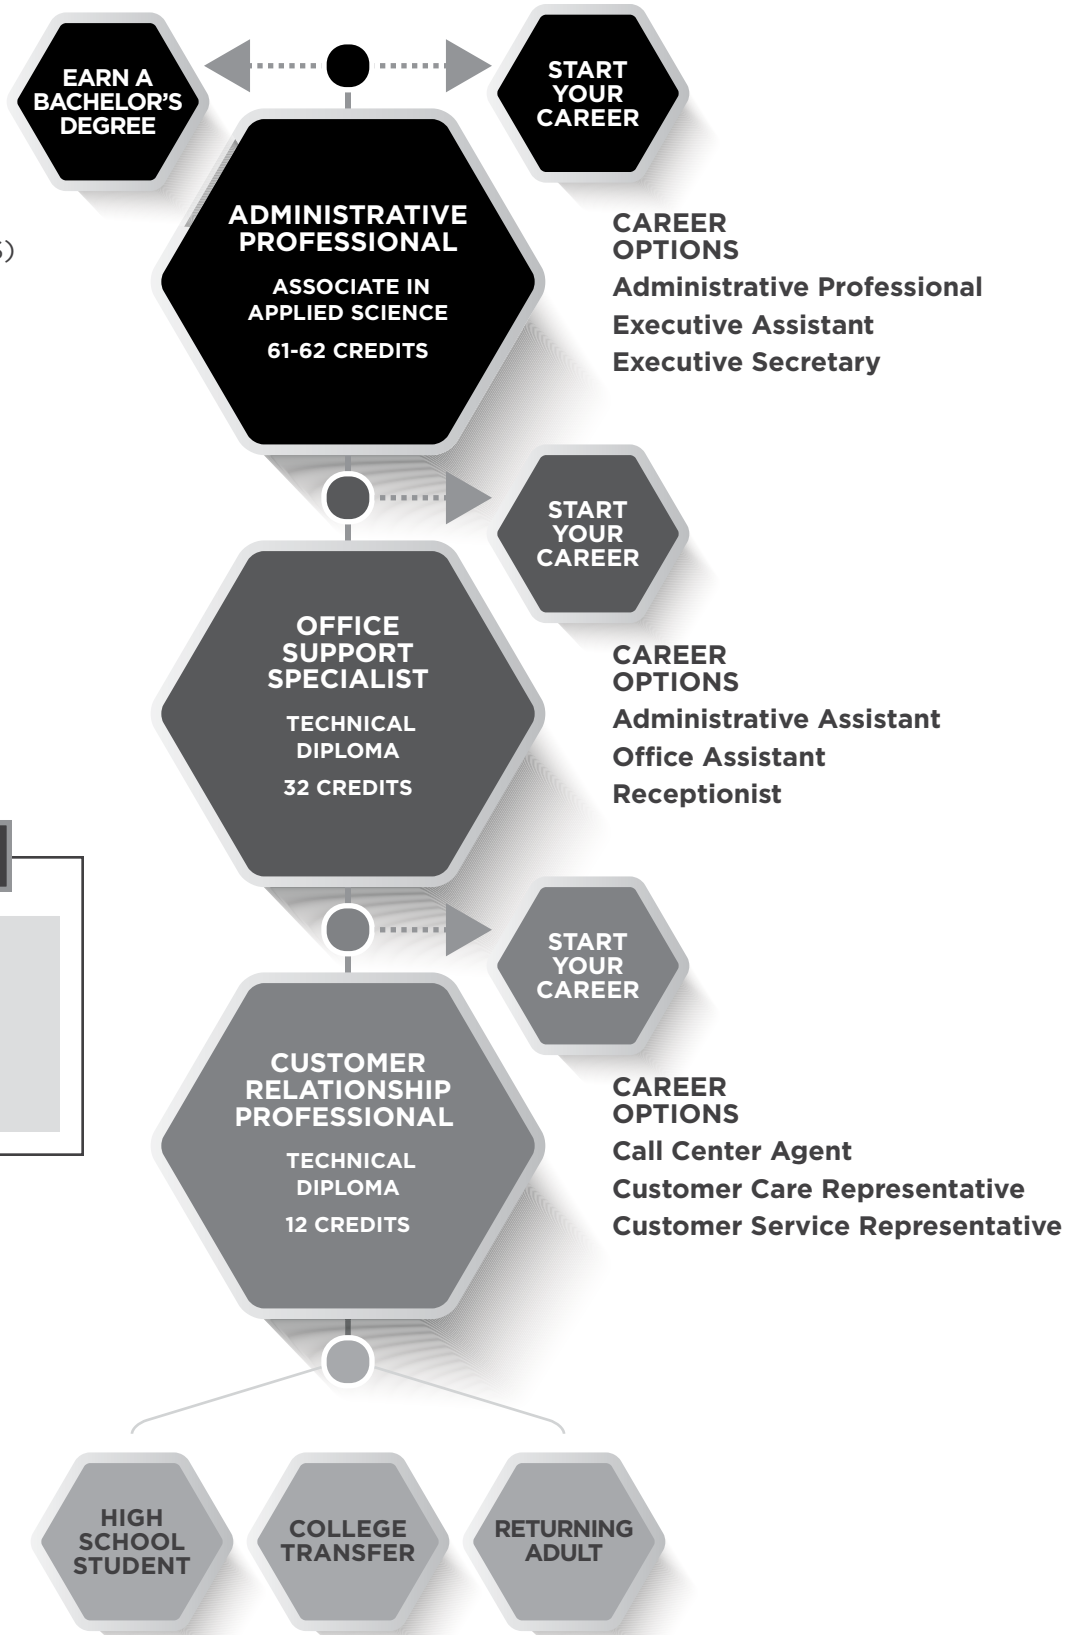 EARN A
BACHELOR'S
DEGREE
START
YOUR
CAREER
ADMINISTRATIVE
PROFESSIONAL
ASSOCIATE IN
APPLIED SCIENCE
61-62 CREDITS
CAREER
OPTIONS
Administrative Professional
Executive Assistant
Executive Secretary
START
YOUR
CAREER
OFFICE
SUPPORT
SPECIALIST
TECHNICAL
DIPLOMA
32 CREDITS
CAREER
OPTIONS
Administrative Assistant
Office Assistant
Receptionist
START
YOUR
CAREER
CUSTOMER
RELATIONSHIP
PROFESSIONAL
TECHNICAL
DIPLOMA
12 CREDITS
CAREER
OPTIONS
Call Center Agent
Customer Care Representative
Customer Service Representative
HIGH
SCHOOL
STUDENT
COLLEGE
TRANSFER
RETURNING
ADULT